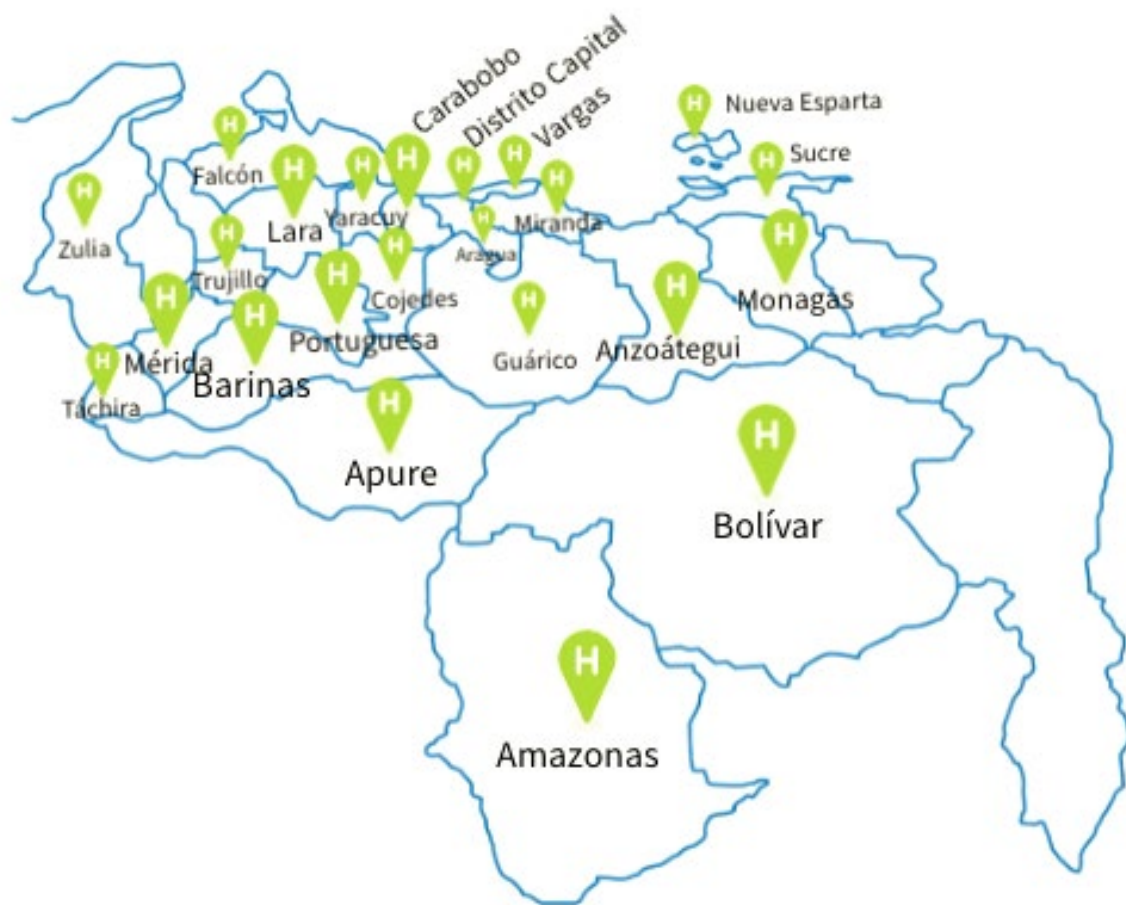 Carabobo
Distrito Capital
Vargas
H
Nueva Esparta
H
Falcón
H
Lara
H
Yaracuy
H
H
H
H
Miranda
H
Sucre
H
Zulia
H
Trujillo
H
Cojedes
H
Aragua
H
Monagas
H
Mérida
H
Barinas
H
Portuguesa
H
Guárico
H
Anzoátegui
H
Táchira
H
Apure
H
Bolívar
H
Amazonas